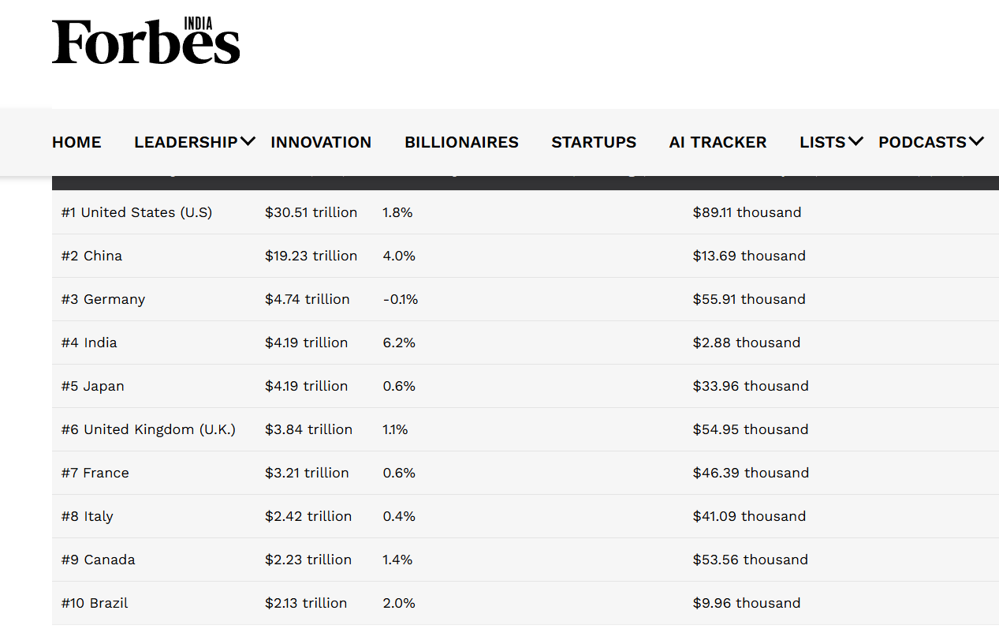 Forbes INDIA
HOME LEADERSHIP INNOVATION BILLIONAIRES STARTUPS AI TRACKER LISTS PODCASTS
#1 United States (U.S) $30.51 trillion 1.8% $89.11 thousand
#2 China $19.23 trillion 4.0% $13.69 thousand
#3 Germany $4.74 trillion -0.1% $55.91 thousand
#4 India $4.19 trillion 6.2% $2.88 thousand
#5 Japan $4.19 trillion 0.6% $33.96 thousand
#6 United Kingdom (U.K.) $3.84 trillion 1.1% $54.95 thousand
#7 France $3.21 trillion 0.6% $46.39 thousand
#8 Italy $2.42 trillion 0.4% $41.09 thousand
#9 Canada $2.23 trillion 1.4% $53.56 thousand
#10 Brazil $2.13 trillion 2.0% $9.96 thousand